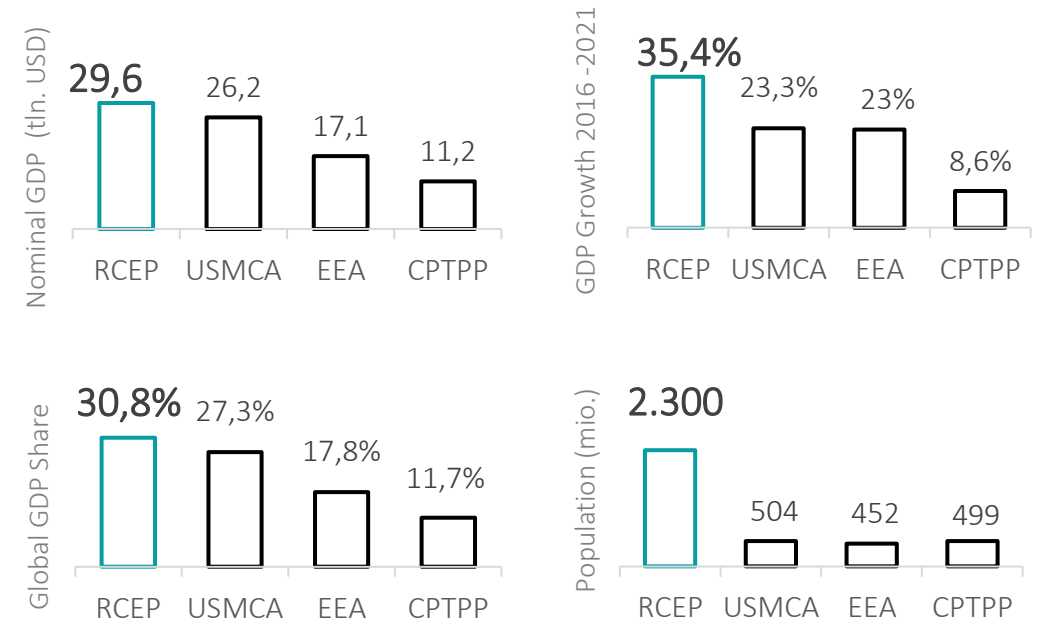 Nominal GDP (tln. USD)
29,6
26,2
17,1
11,2
RCEP USMCA EEA CPTPP
GDP Growth 2016 -2021
35,4%
23,3%
23%
8,6%
RCEP USMCA EEA CPTPP
Global GDP Share
30,8%
27,3%
17,8%
11,7%
RCEP USMCA EEA CPTPP
Population (mio.)
2.300
504
452
499
RCEP USMCA EEA CPTPP